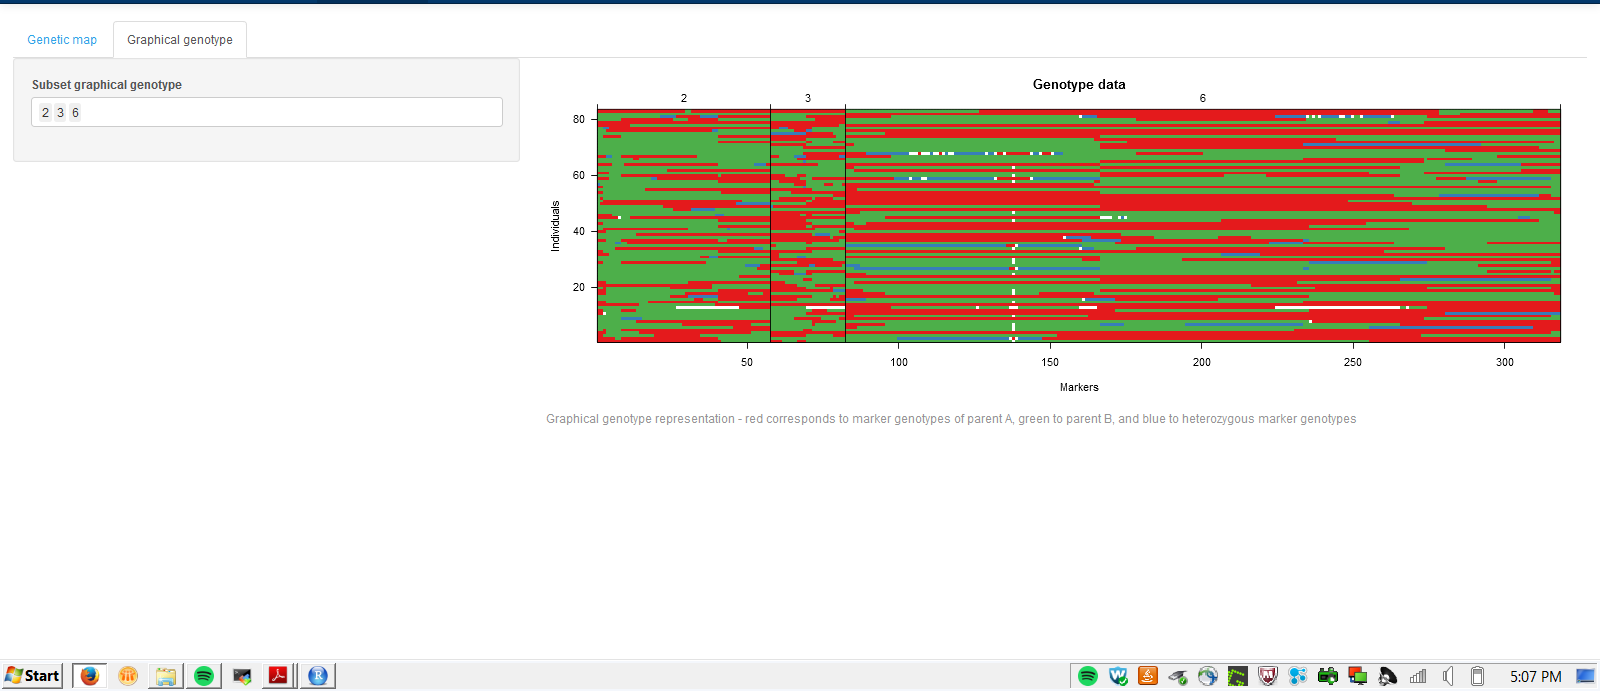 Genetic map
Graphical genotype
Subset graphical genotype
2 3 6
Genotype data
2 3 6
80
60
40
20
Individuals
50 100 150 200 250 300
Markers
Graphical genotype representation - red corresponds to marker genotypes of parent A, green to parent B, and blue to heterozygous marker genotypes
Start
R
5:07 PM